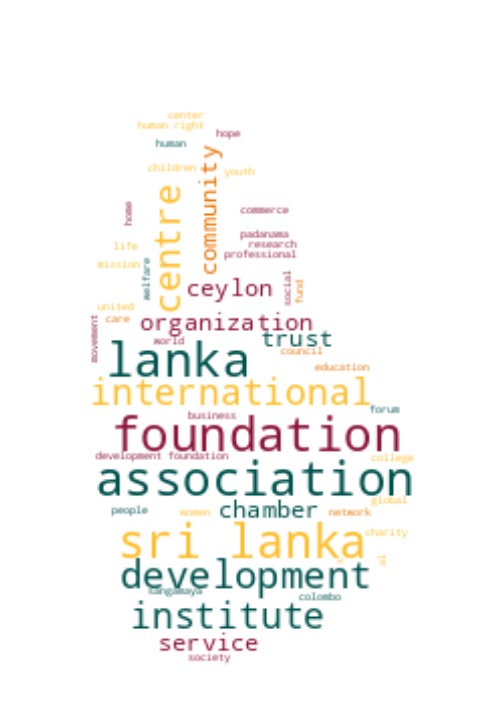 center
human right
hope
human
community
children
youth
centre
home
commerce
padanama
life
research
professional
mission
welfare
social
fund
ceylon
united
care
organization
movement
trust
world
lanka
council
education
international
forum
business
foundation
development foundation
college
association
global
people
women
chamber
network
sri lanka
charity
sl
development
sangamaya
colombo
institute
service
society